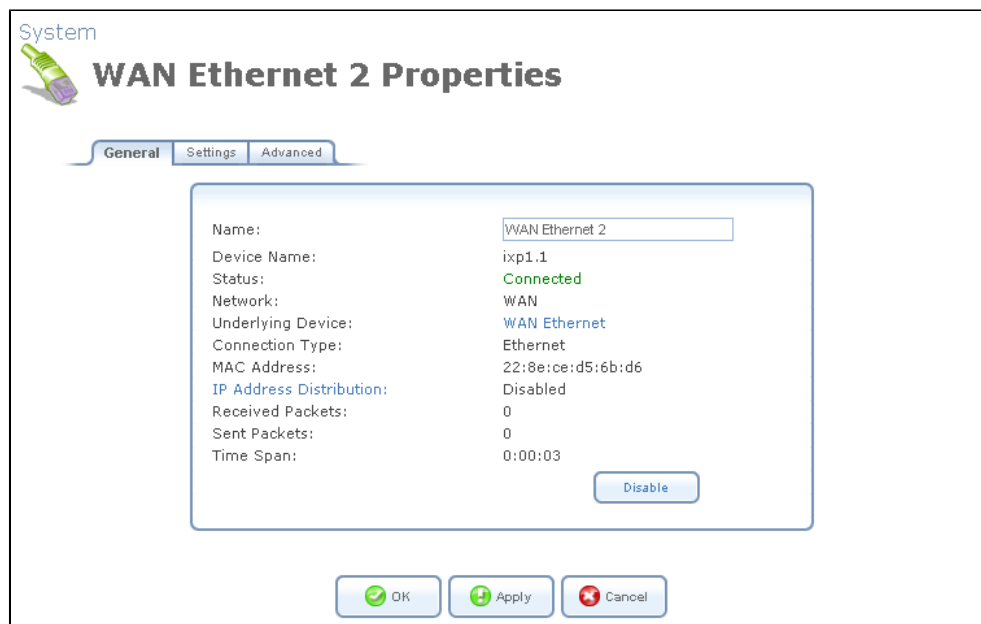 System
WAN Ethernet 2 Properties
General Settings Advanced
Name: WAN Ethernet 2
Device Name: ixp1.1
Status: Connected
Network: WAN
Underlying Device: WAN Ethernet
Connection Type: Ethernet
MAC Address: 22:8e:ce:d5:6b:d6
IP Address Distribution: Disabled
Received Packets: 0
Sent Packets: 0
Time Span: 0:00:03
Disable
OK Apply Cancel